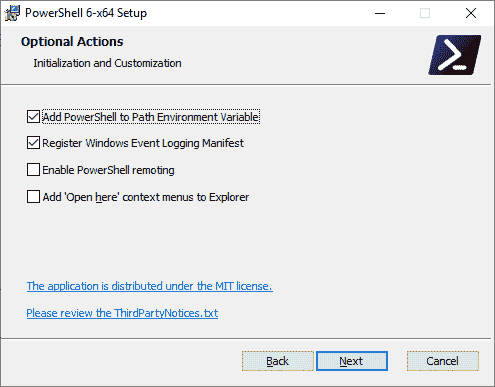 PowerShell 6-x64 Setup
Optional Actions
Initialization and Customization
Add PowerShell to Path Environment Variable
Register Windows Event Logging Manifest
Enable PowerShell remoting
Add 'Open here' context menus to Explorer
The application is distributed under the MIT license.
Please review the ThirdPartyNotices.txt
Back Next Cancel